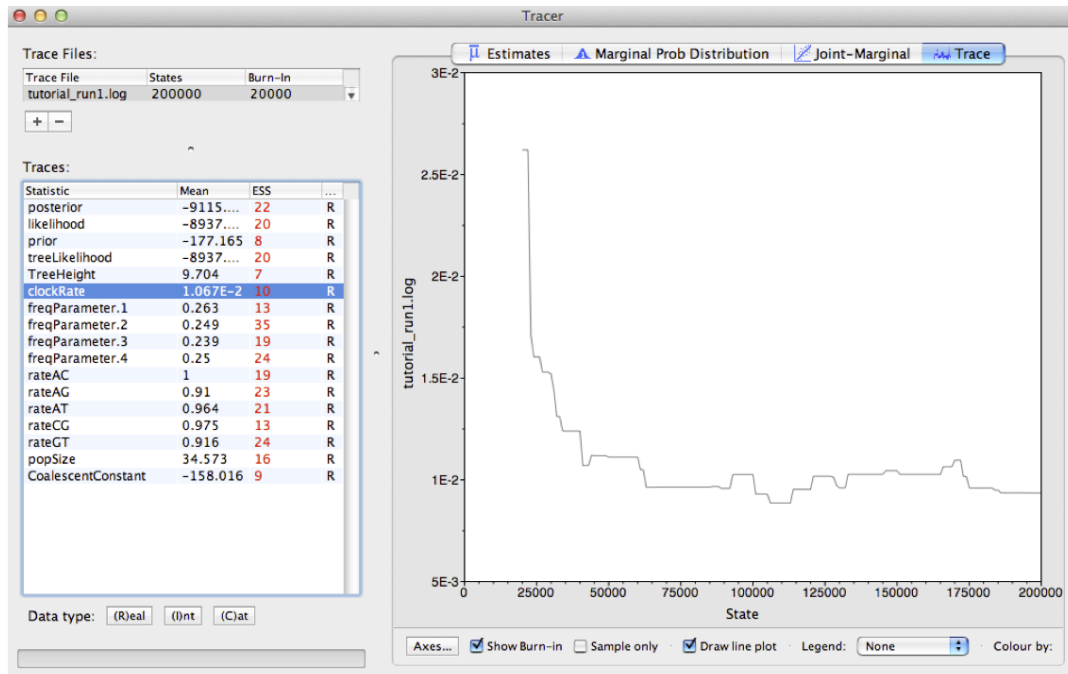 Tracer
Trace Files:
Trace File States Burn-In
tutorial_run1.log 200000 20000
+ −
Traces:
Statistic Mean ESS ...
posterior -9115.... 22 R
likelihood -8937.... 20 R
prior -177.165 8 R
treeLikelihood -8937.... 20 R
TreeHeight 9.704 7 R
clockRate 1.067E-2 10 R
freqParameter.1 0.263 13 R
freqParameter.2 0.249 35 R
freqParameter.3 0.239 19 R
freqParameter.4 0.25 24 R
rateAC 1 19 R
rateAG 0.91 23 R
rateAT 0.964 21 R
rateCG 0.975 13 R
rateGT 0.916 24 R
popSize 34.573 16 R
CoalescentConstant -158.016 9 R
Data type: (R)eal (I)nt (C)at
μ Estimates Marginal Prob Distribution Joint-Marginal Trace
3E-2
2.5E-2
2E-2
1.5E-2
1E-2
5E-3
tutorial_run1.log
0 25000 50000 75000 100000 125000 150000 175000 200000
State
Axes... Show Burn-in Sample only Draw line plot Legend: None Colour by: